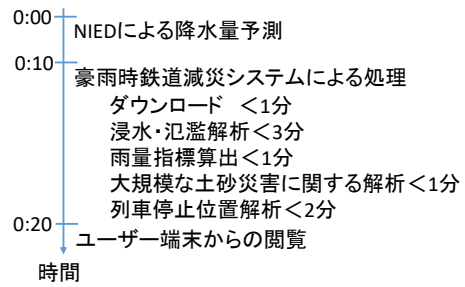 0:00
NIEDによる降水量予測
0:10
豪雨時鉄道減災システムによる処理
ダウンロード <1分
浸水・氾濫解析<3分
雨量指標算出<1分
大規模な土砂災害に関する解析<1分
列車停止位置解析<2分
0:20
ユーザー端末からの閲覧
時間